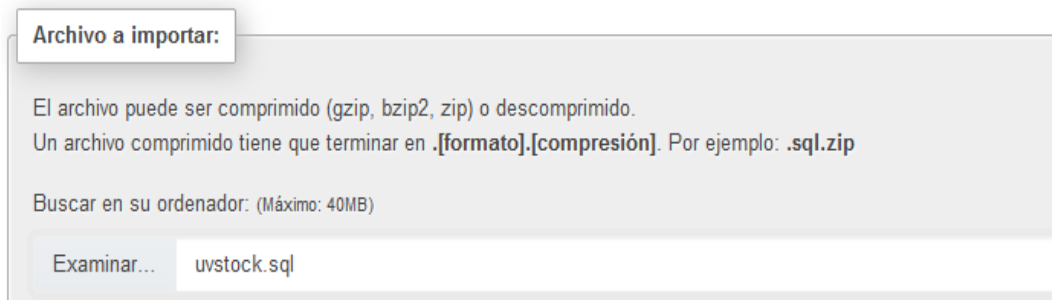 Archivo a importar:
El archivo puede ser comprimido (gzip, bzip2, zip) o descomprimido.
Un archivo comprimido tiene que terminar en .[formato].[compresión]. Por ejemplo: .sql.zip
Buscar en su ordenador: (Máximo: 40MB)
Examinar... uvstock.sql